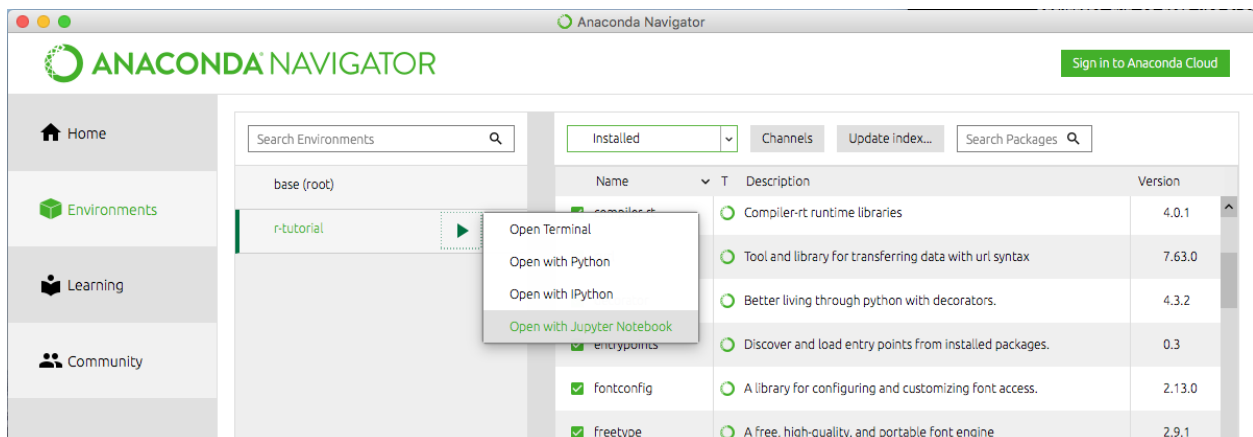 Anaconda Navigator
ANACONDA NAVIGATOR
Sign in to Anaconda Cloud
Home
Environments
Learning
Community
Search Environments
base (root)
r-tutorial
Open Terminal
Open with Python
Open with IPython
Open with Jupyter Notebook
Installed
Channels
Update index...
Search Packages
Name T Description Version
compiler-rt Compiler-rt runtime libraries 4.0.1
Tool and library for transferring data with url syntax 7.63.0
Better living through python with decorators. 4.3.2
entrypoints Discover and load entry points from installed packages. 0.3
fontconfig A library for configuring and customizing font access. 2.13.0
freetype A free, high-quality, and portable font engine 2.9.1